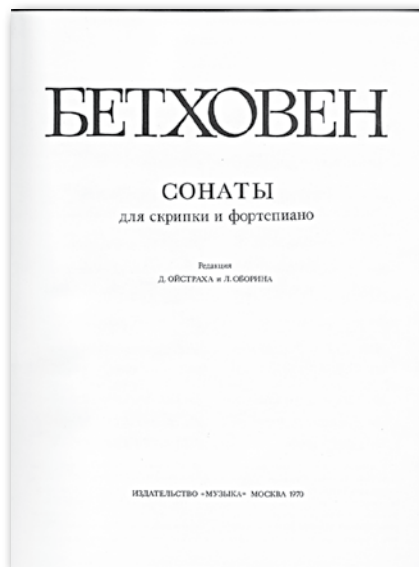 БЕТХОВЕН
СОНАТЫ
для скрипки и фортепиано
Редакция
Д. ОЙСТРАХА и Л. ОБОРИНА
ИЗДАТЕЛЬСТВО «МУЗЫКА» МОСКВА 1970